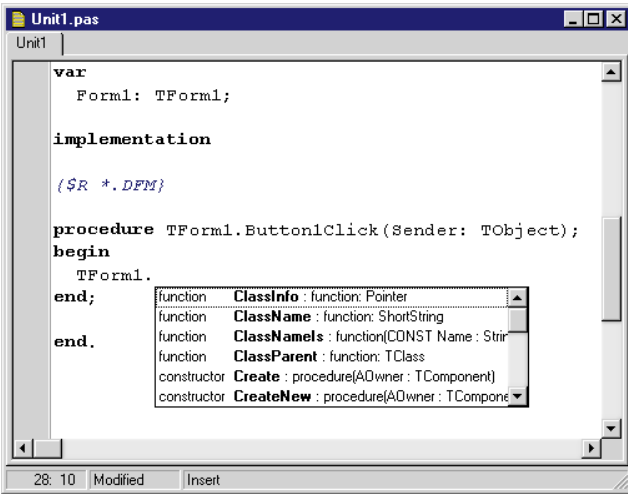 Unit1.pas
Unit1
var
Form1: TForm1;
implementation
{$R *.DFM}
procedure TForm1.Button1Click(Sender: TObject);
begin
TForm1.
end;
function ClassInfo : function: Pointer
function ClassName : function: ShortString
function ClassNameIs : function(CONST Name : Strin
end.
function ClassParent : function: TClass
constructor Create : procedure(AOwner : TComponent)
constructor CreateNew : procedure(AOwner : TCompone
28: 10 Modified Insert